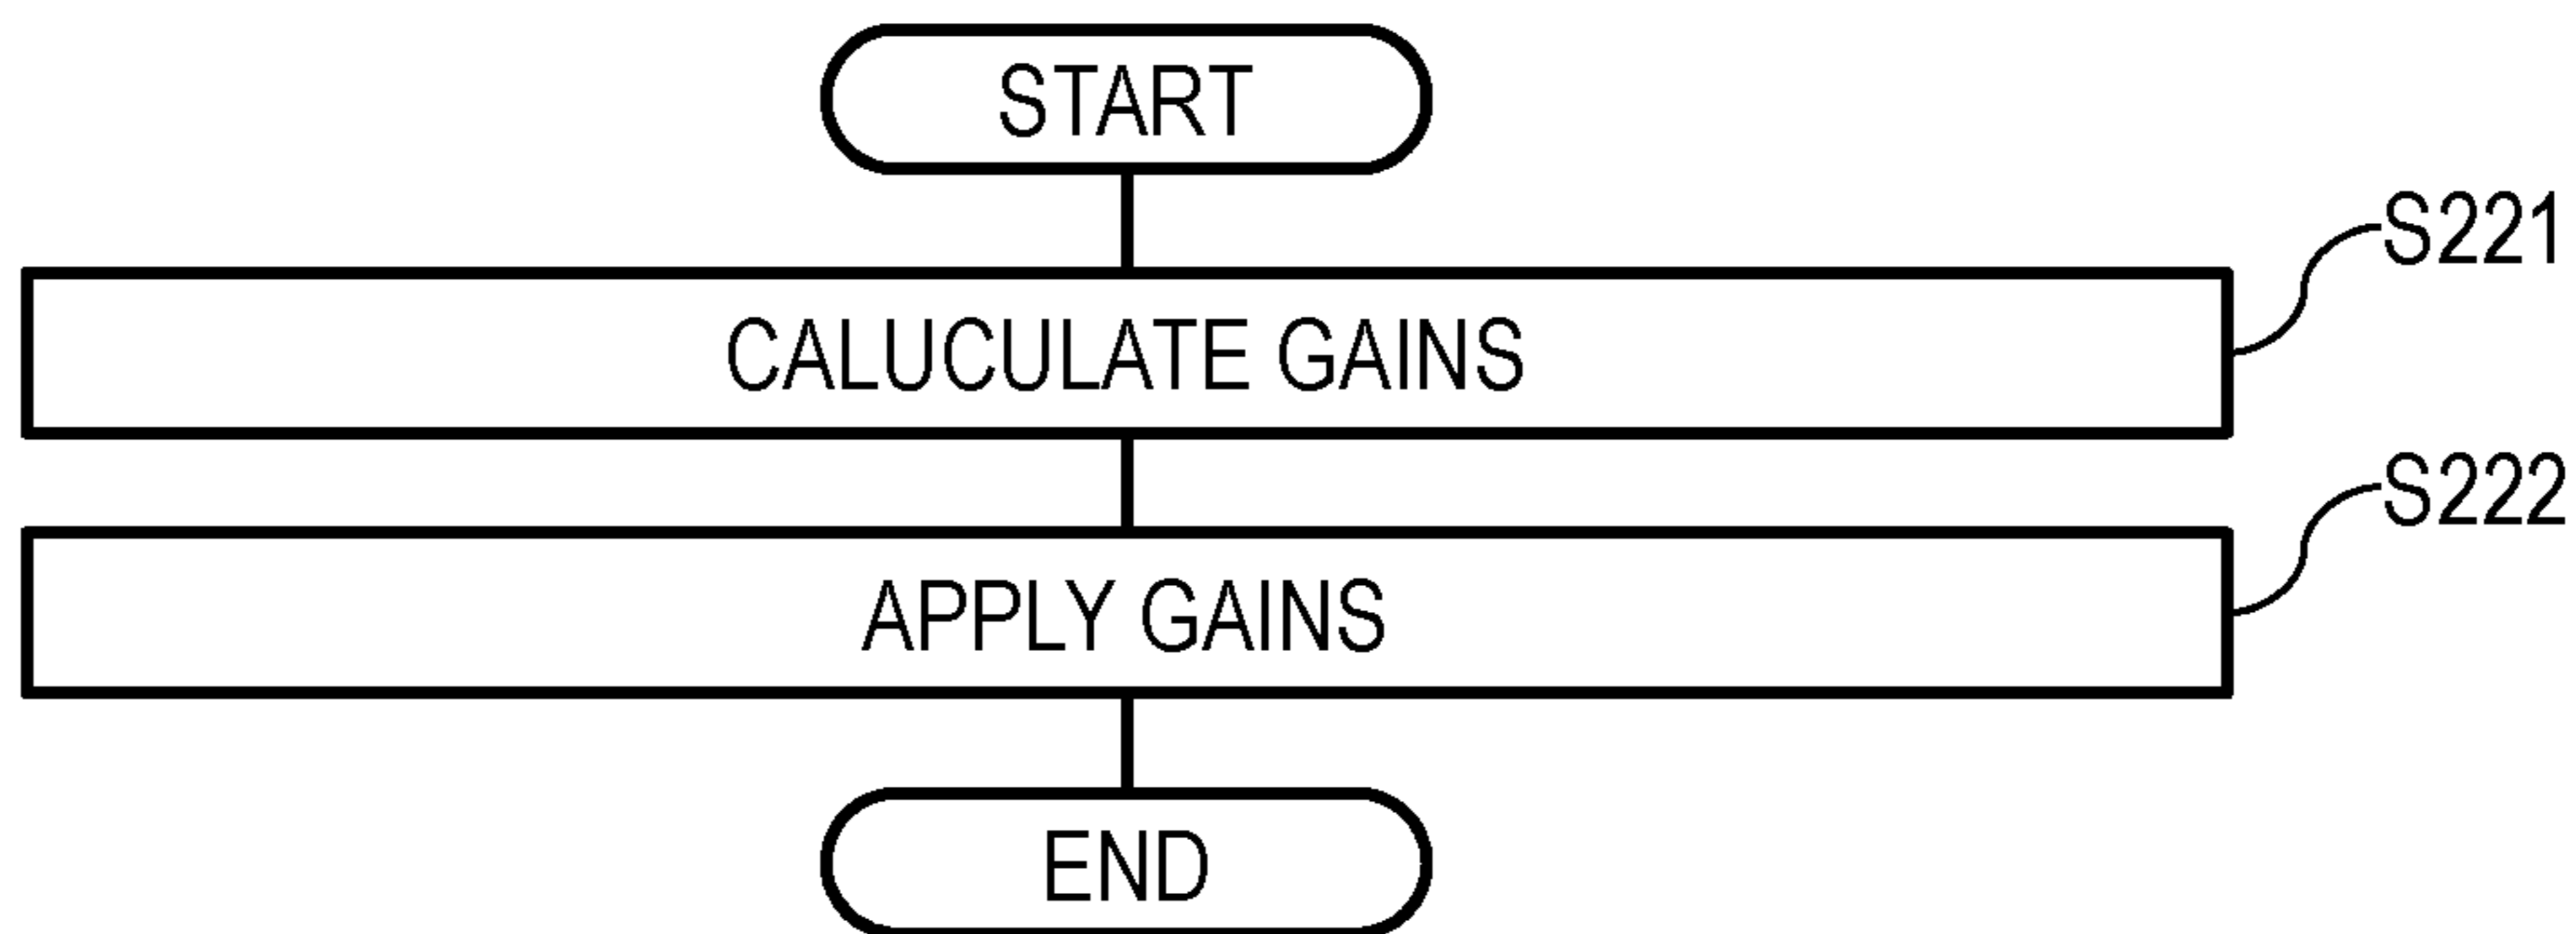 START
S221
CALUCULATE GAINS
S222
APPLY GAINS
END